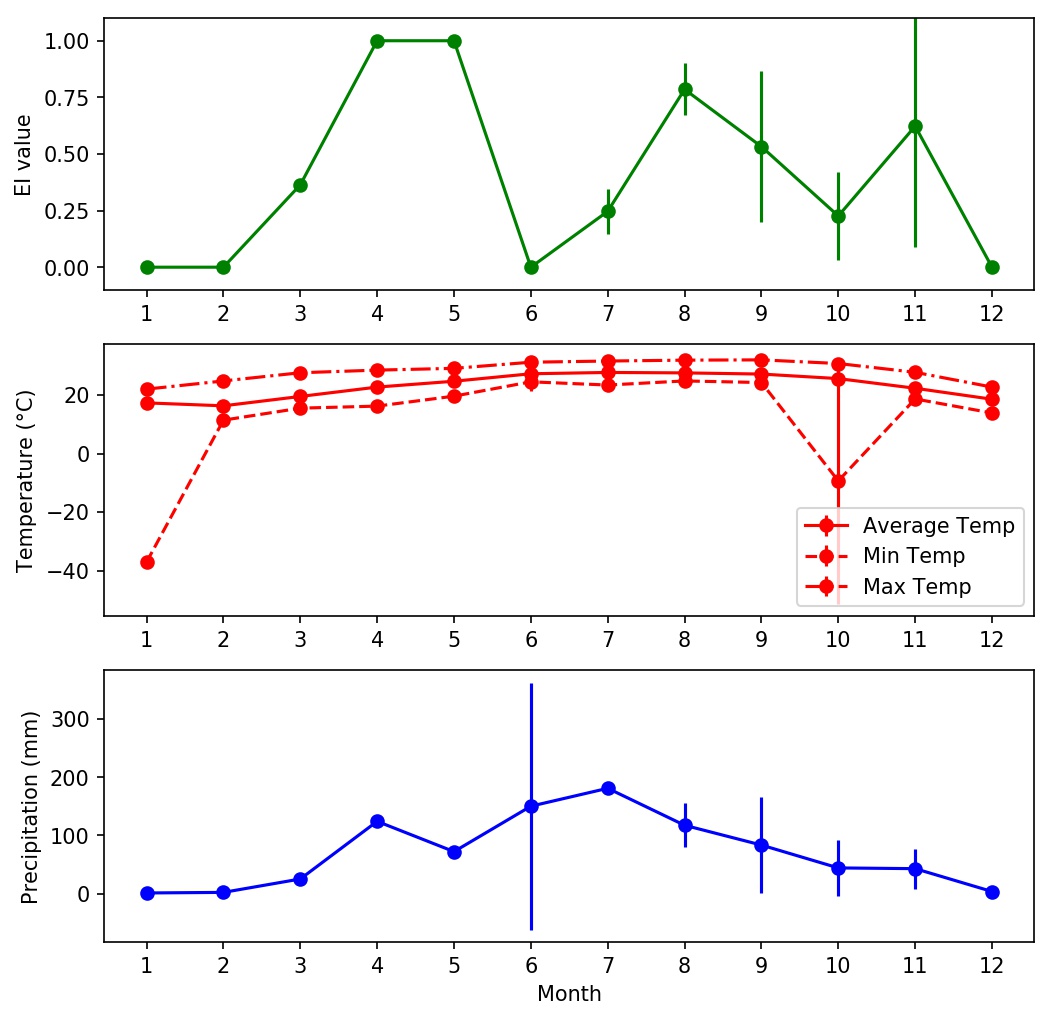 EI value
1.00
0.75
0.50
0.25
0.00
1 2 3 4 5 6 7 8 9 10 11 12
Temperature (°C)
20
0
−20
−40
Average Temp
Min Temp
Max Temp
1 2 3 4 5 6 7 8 9 10 11 12
Precipitation (mm)
300
200
100
0
1 2 3 4 5 6 7 8 9 10 11 12
Month